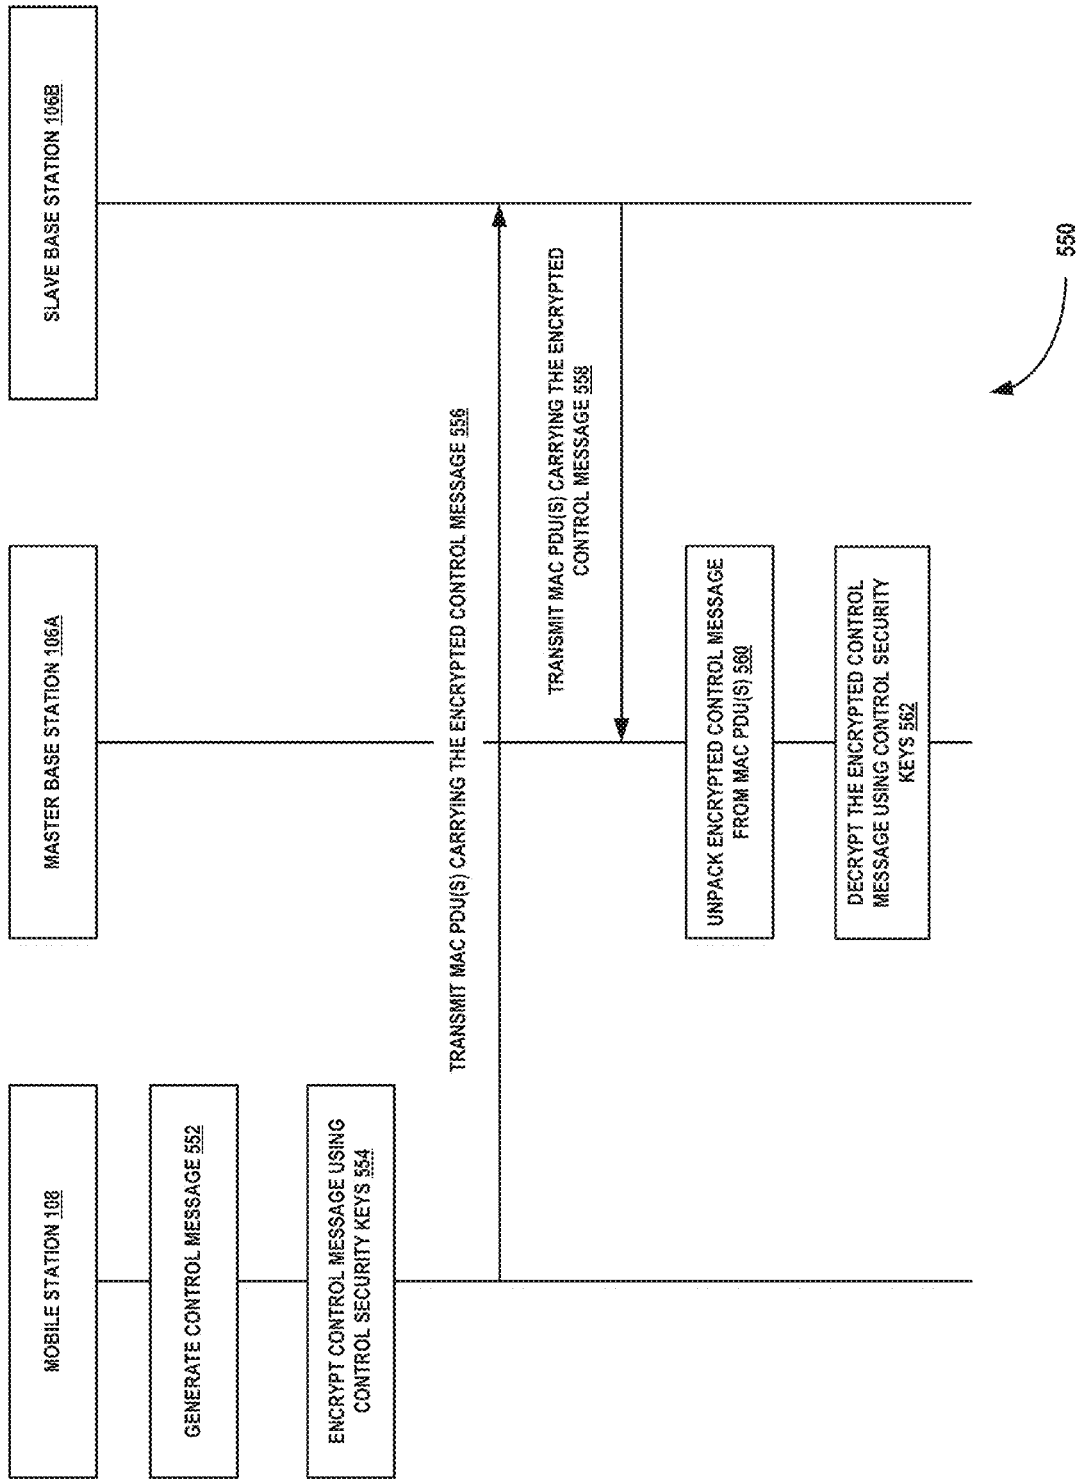 MOBILE STATION 108
MASTER BASE STATION 106A
SLAVE BASE STATION 106B
GENERATE CONTROL MESSAGE 552
ENCRYPT CONTROL MESSAGE USING
CONTROL SECURITY KEYS 554
TRANSMIT MAC PDU(S) CARRYING THE ENCRYPTED CONTROL MESSAGE 556
TRANSMIT MAC PDU(S) CARRYING THE ENCRYPTED
CONTROL MESSAGE 558
UNPACK ENCRYPTED CONTROL MESSAGE
FROM MAC PDU(S) 560
DECRYPT THE ENCRYPTED CONTROL
MESSAGE USING CONTROL SECURITY
KEYS 562
550